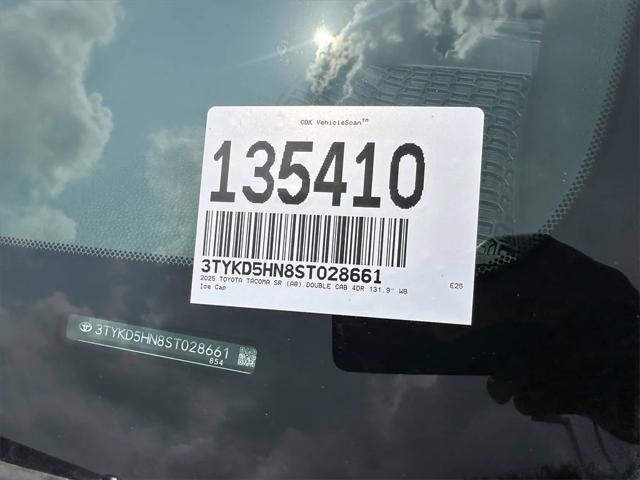 CDK VehicleScan™
135410
3TYKD5HN8ST028661
2025 TOYOTA TACOMA SR (A8) DOUBLE CAB 4DR 131.9" WB E25
Ice Cap
3TYKD5HN8ST028661
854